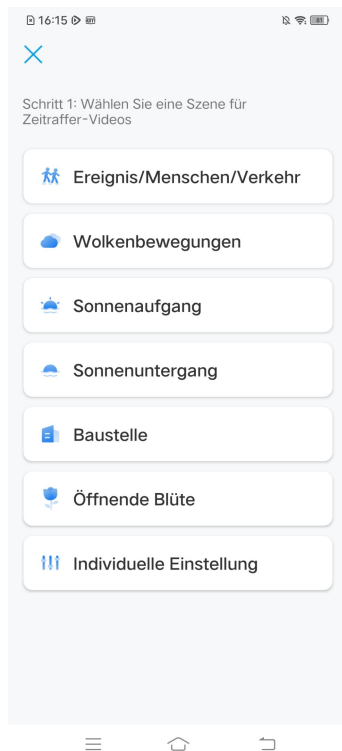 16:15
81
Schritt 1: Wählen Sie eine Szene für
Zeitraffer-Videos
Ereignis/Menschen/Verkehr
Wolkenbewegungen
Sonnenaufgang
Sonnenuntergang
Baustelle
Öffnende Blüte
Individuelle Einstellung